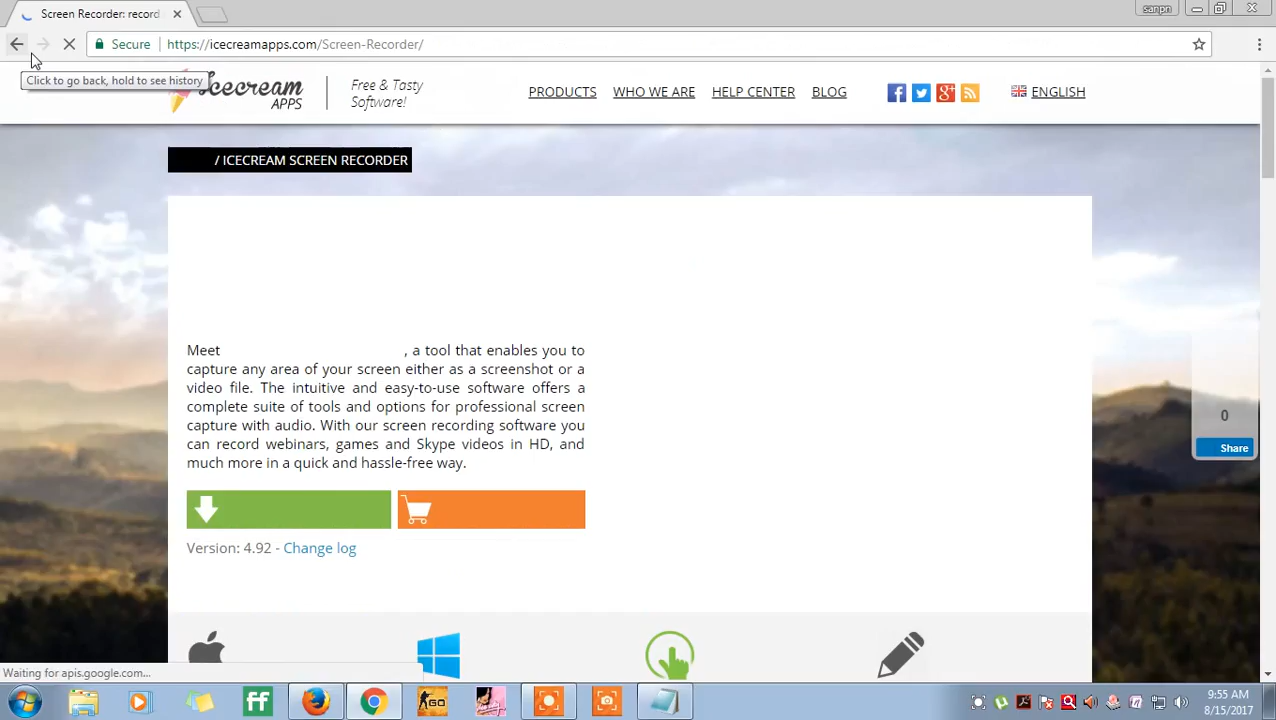 Screen Recorder: record
sanpn
Secure
https://icecreamapps.com/Screen-Recorder/
Click to go back, hold to see history
Icecream
APPS
Free & Tasty
Software!
PRODUCTS
WHO WE ARE
HELP CENTER
BLOG
ENGLISH
/ ICECREAM SCREEN RECORDER
Meet , a tool that enables you to
capture any area of your screen either as a screenshot or a
video file. The intuitive and easy-to-use software offers a
complete suite of tools and options for professional screen
capture with audio. With our screen recording software you
can record webinars, games and Skype videos in HD, and
much more in a quick and hassle-free way.
Version: 4.92 - Change log
0
Share
Waiting for apis.google.com...
ff
GO
9:55 AM
8/15/2017